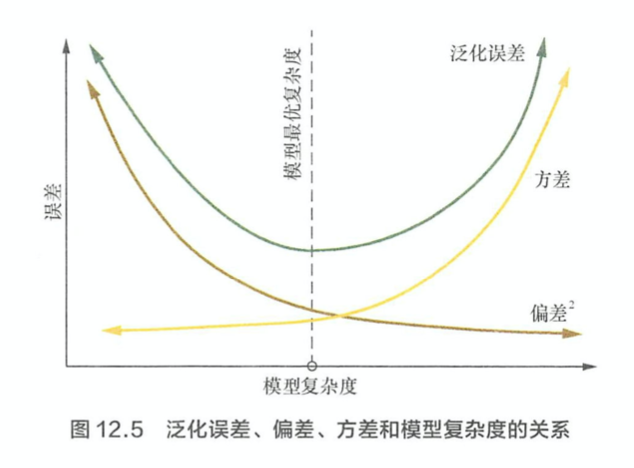 泛化误差
模型最优复杂度
方差
误差
偏差²
模型复杂度
图 12.5 泛化误差、偏差、方差和模型复杂度的关系